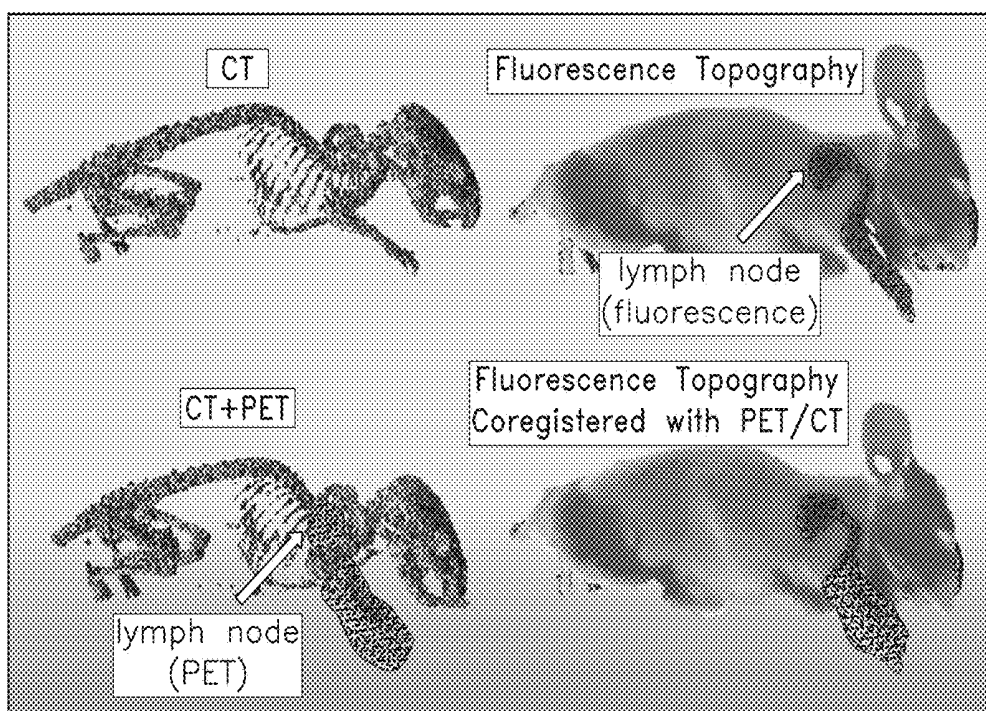 CT
Fluorescence Topography
lymph node
(fluorescence)
CT+PET
Fluorescence Topography
Coregistered with PET/CT
lymph node
(PET)